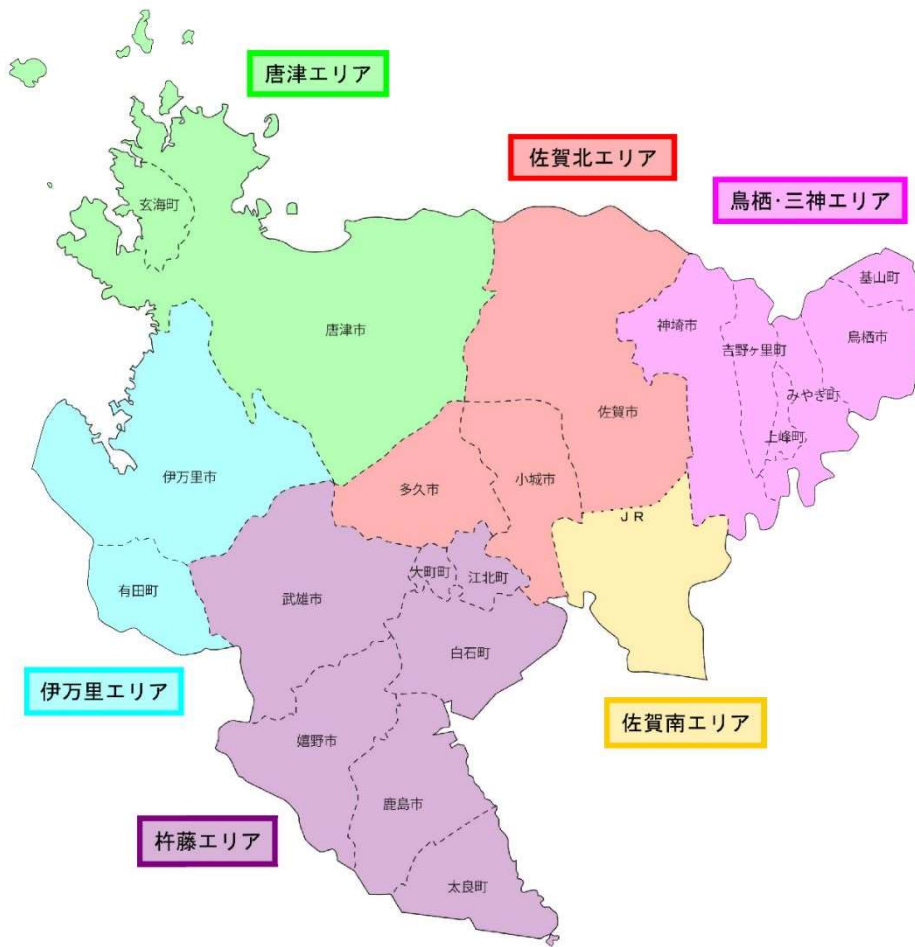 唐津エリア
佐賀北エリア
鳥栖･三神エリア
玄海町
基山町
唐津市
神埼市
吉野ヶ里町
鳥栖市
みやき町
佐賀市
上峰町
伊万里市
多久市
小城市
JR
大町町
江北町
有田町
武雄市
白石町
伊万里エリア
佐賀南エリア
嬉野市
鹿島市
杵藤エリア
太良町